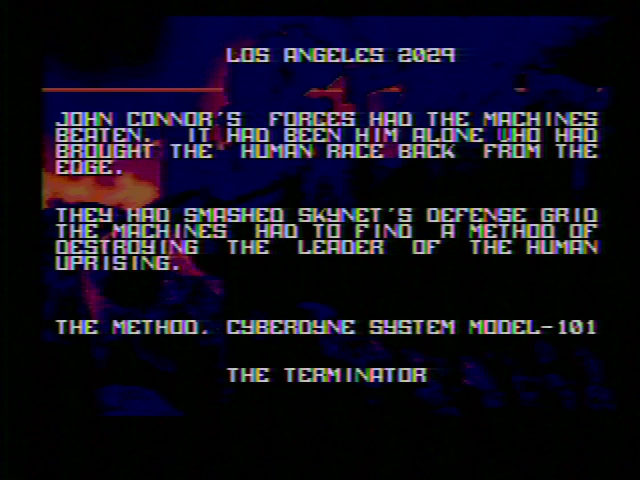 LOS ANGELES 2029
JOHN CONNOR'S FORCES HAD THE MACHINES
BEATEN. IT HAD BEEN HIM ALONE WHO HAD
BROUGHT THE HUMAN RACE BACK FROM THE
EDGE.
THEY HAD SMASHED SKYNET'S DEFENSE GRID
THE MACHINES HAD TO FIND A METHOD OF
DESTROYING THE LEADER OF THE HUMAN
UPRISING.
THE METHOD. CYBERDYNE SYSTEM MODEL-101
THE TERMINATOR